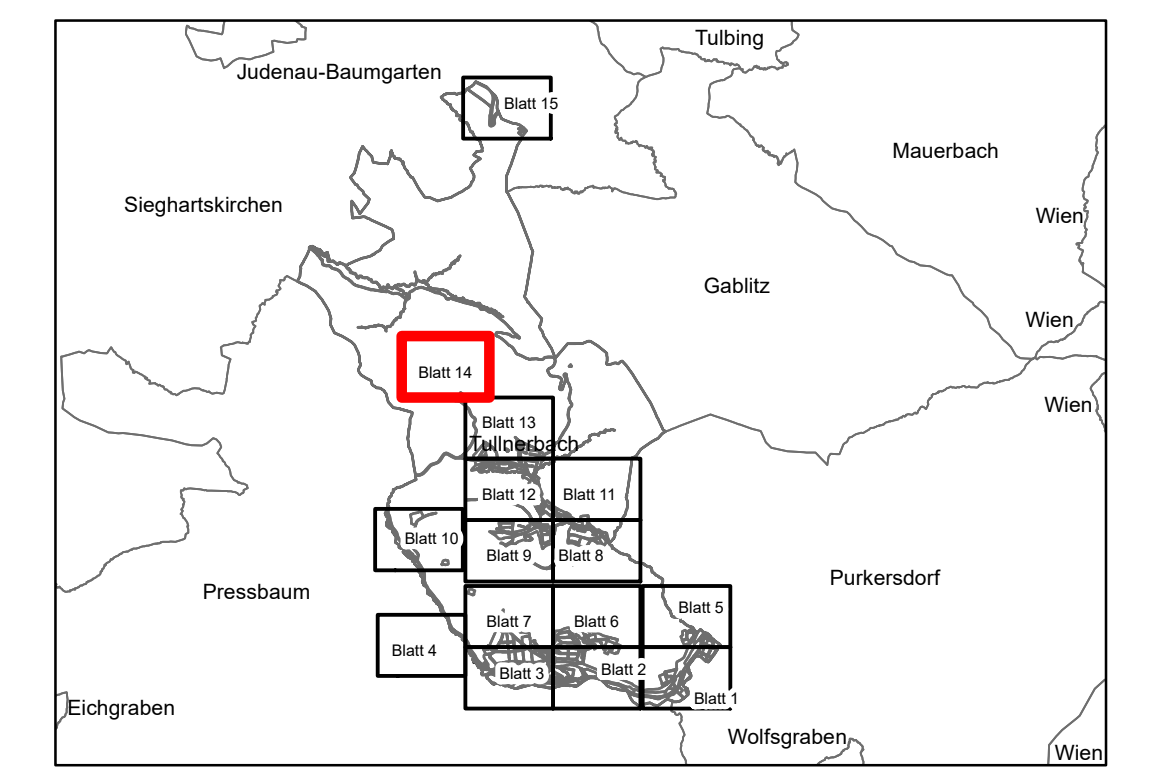 Tulbing
Judenau-Baumgarten
Blatt 15
Mauerbach
Sieghartskirchen
Wien
Gablitz
Wien
Blatt 14
Wien
Blatt 13
Tullnerbach
Blatt 12
Blatt 11
Blatt 10
Blatt 9
Blatt 8
Purkersdorf
Pressbaum
Blatt 5
Blatt 7
Blatt 6
Blatt 4
Blatt 3
Blatt 2
Blatt 1
Eichgraben
Wolfsgraben
Wien